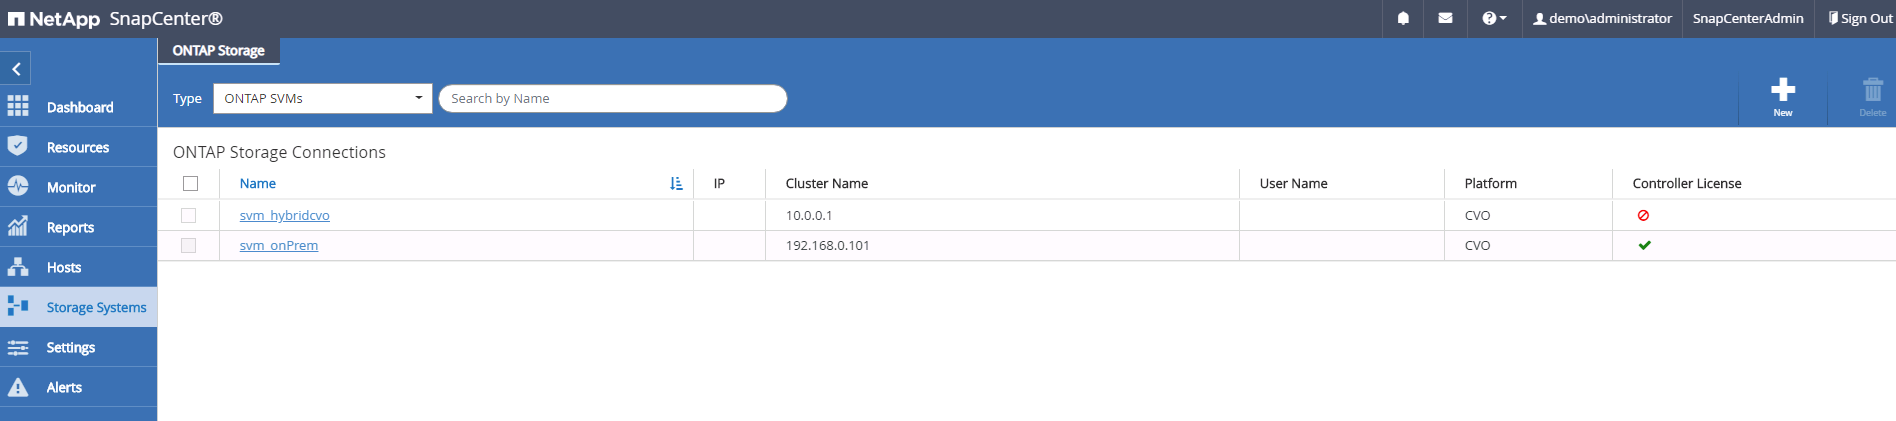 NetApp SnapCenter® demo\administrator SnapCenterAdmin Sign Out
ONTAP Storage
Type ONTAP SVMs Search by Name New Delete
Dashboard
Resources
Monitor
Reports
Hosts
Storage Systems
Settings
Alerts
ONTAP Storage Connections
Name IP Cluster Name User Name Platform Controller License
svm_hybridcvo 10.0.0.1 CVO
svm_onPrem 192.168.0.101 CVO